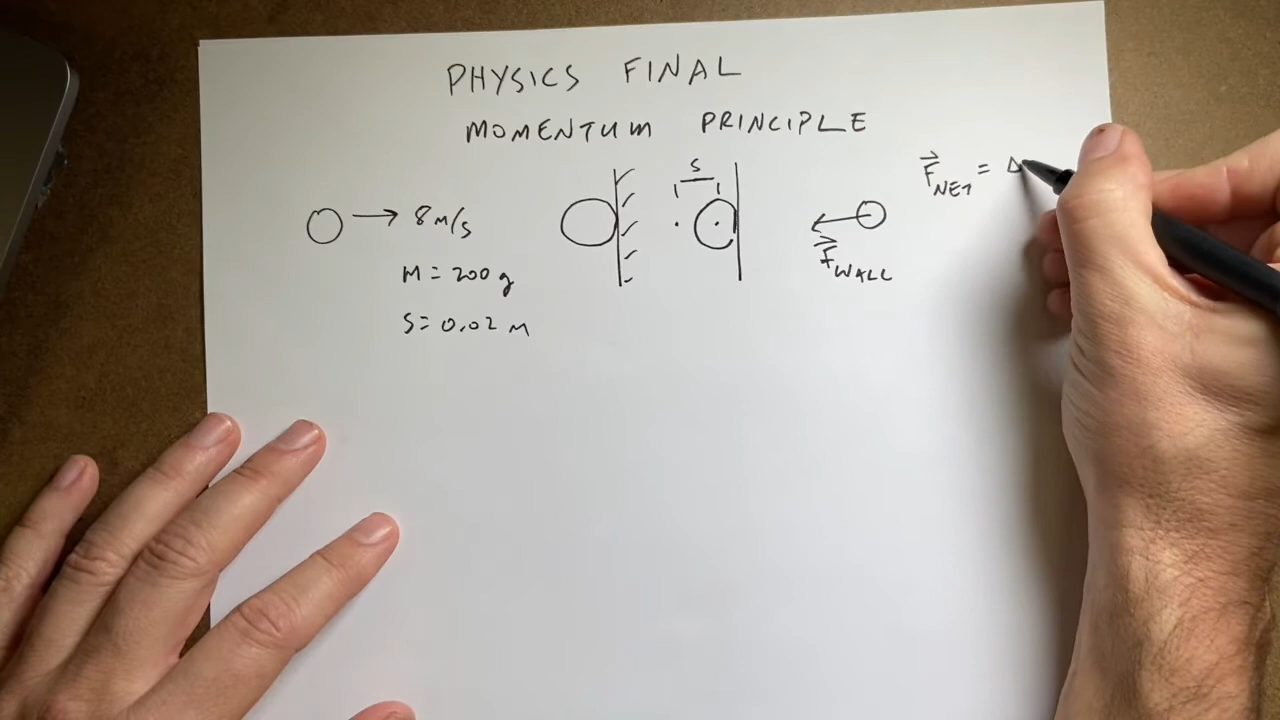 PHYSICS FINAL
MOMENTUM PRINCIPLE
S
F NET = Δ
8 m/s
F WALL
M = 200 g
S = 0.02 M